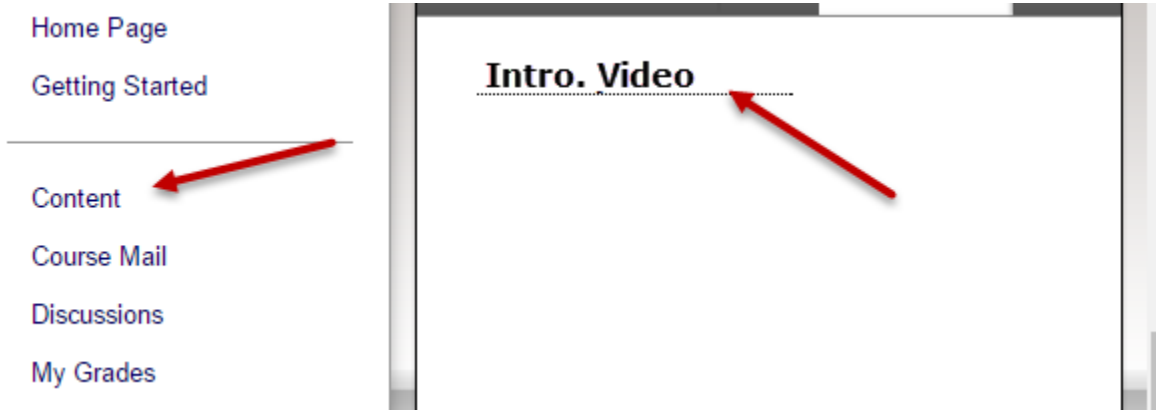 Home Page
Getting Started
Content
Course Mail
Discussions
My Grades
Intro. Video